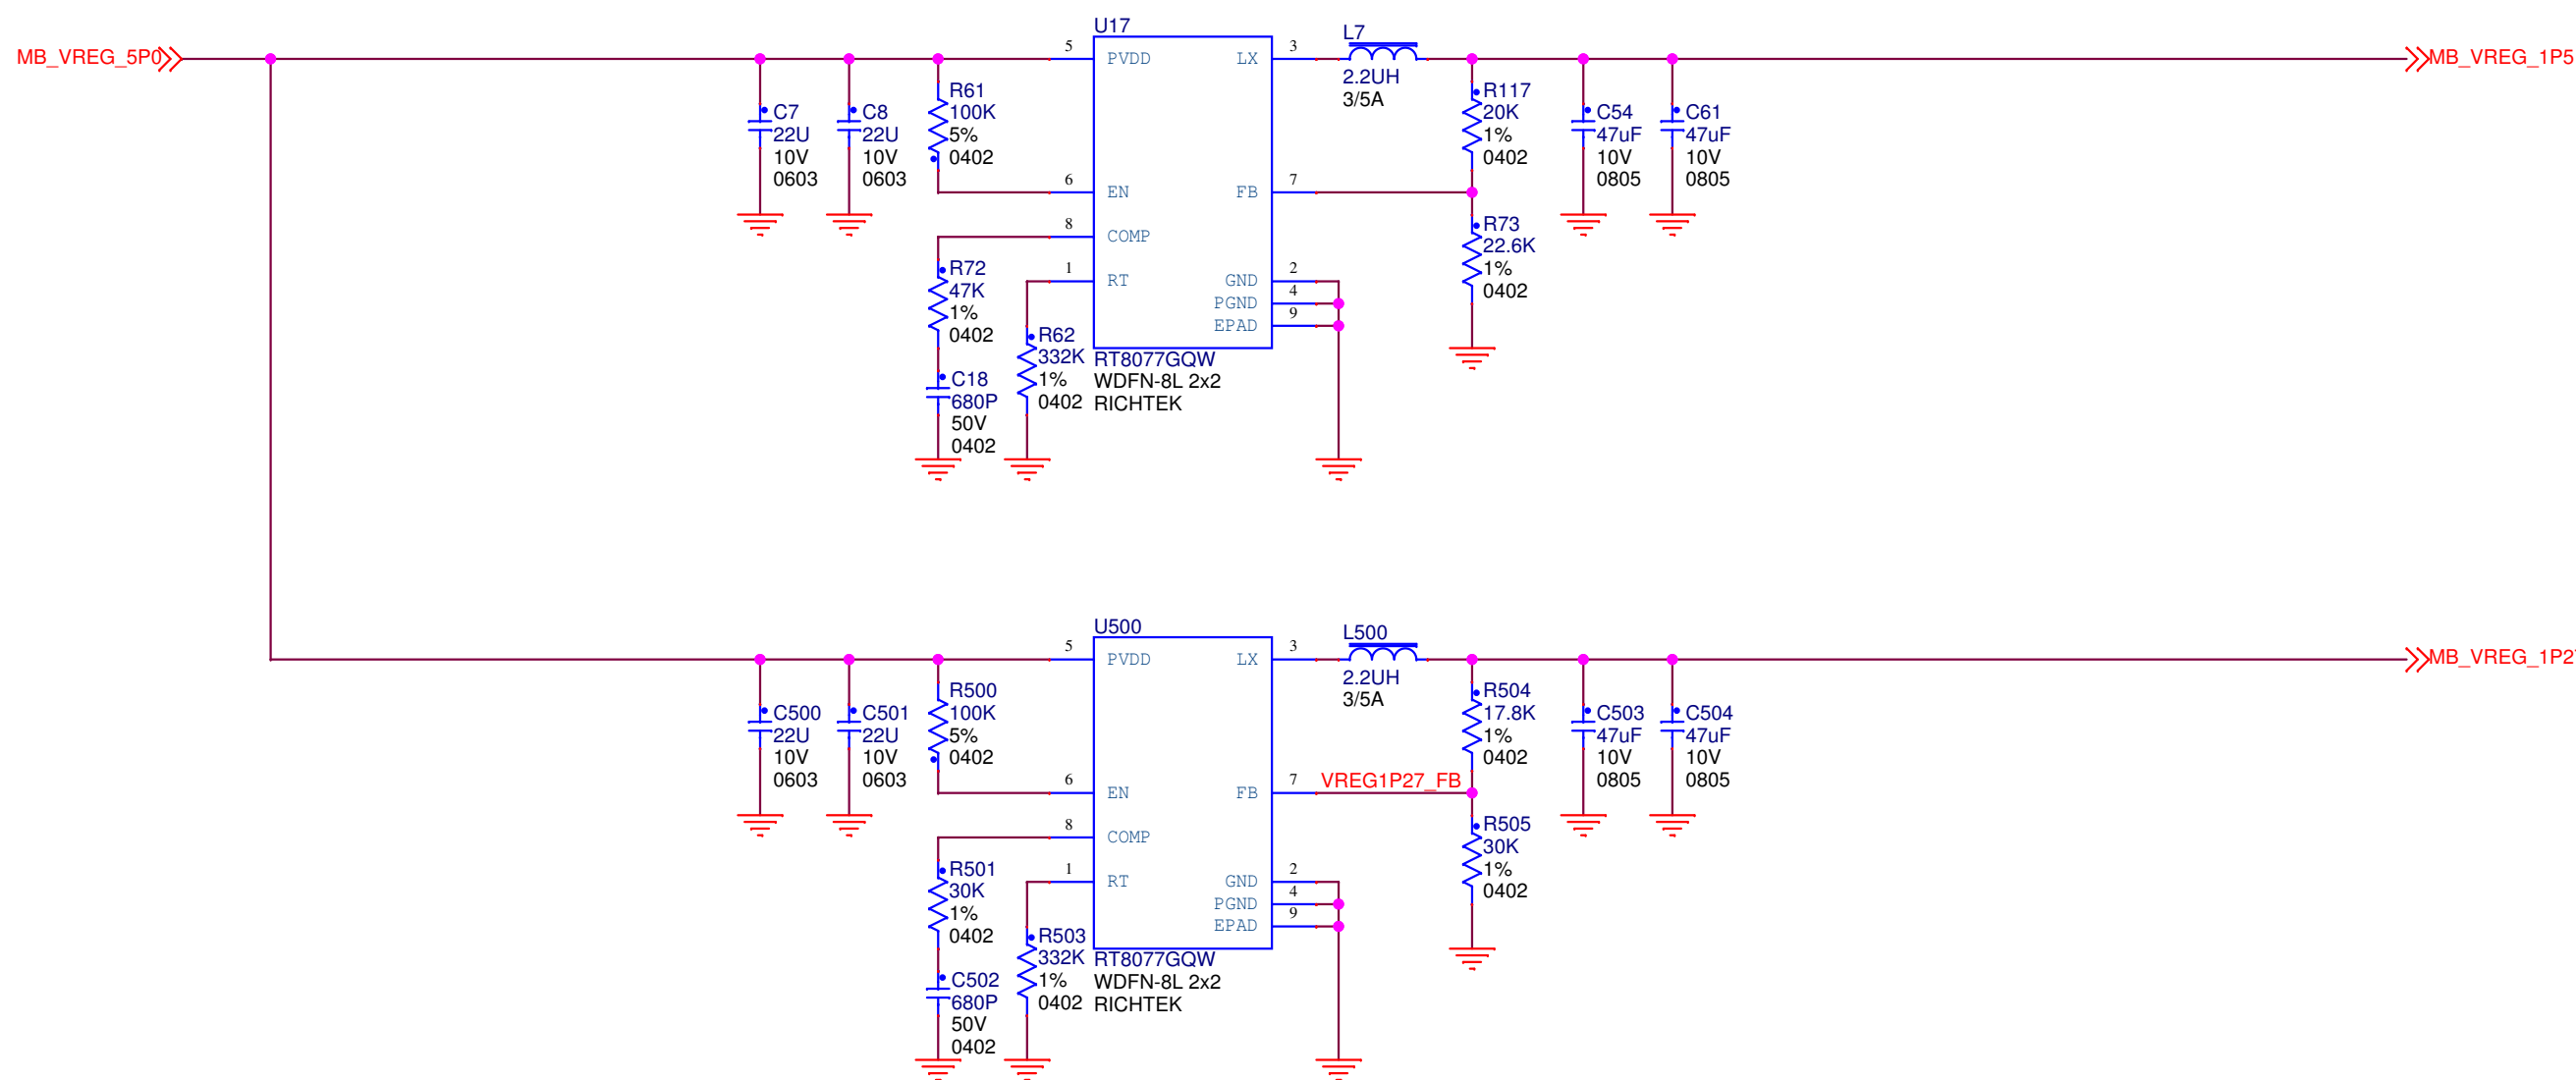 MB_VREG_5P0
U17
5
PVDD
LX
3
L7
2.2UH
3/5A
MB_VREG_1P5
C7
22U
10V
0603
C8
22U
10V
0603
R61
100K
5%
0402
6
EN
FB
7
R117
20K
1%
0402
C54
47uF
10V
0805
C61
47uF
10V
0805
8
COMP
R72
47K
1%
0402
C18
680P
50V
0402
1
RT
R62
332K
1%
0402
GND
2
PGND
4
EPAD
9
R73
22.6K
1%
0402
RT8077GQW
WDFN-8L 2x2
RICHTEK
U500
5
PVDD
LX
3
L500
2.2UH
3/5A
MB_VREG_1P27
C500
22U
10V
0603
C501
22U
10V
0603
R500
100K
5%
0402
6
EN
FB
7
VREG1P27_FB
R504
17.8K
1%
0402
C503
47uF
10V
0805
C504
47uF
10V
0805
8
COMP
R501
30K
1%
0402
C502
680P
50V
0402
1
RT
R503
332K
1%
0402
GND
2
PGND
4
EPAD
9
R505
30K
1%
0402
RT8077GQW
WDFN-8L 2x2
RICHTEK